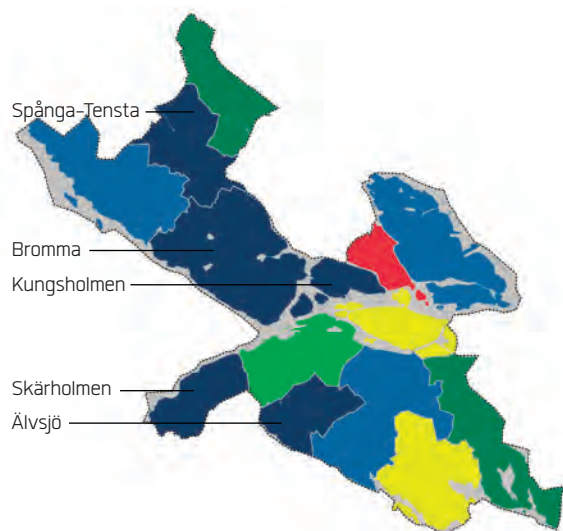 Spånga-Tensta
Bromma
Kungsholmen
Skärholmen
Älvsjö